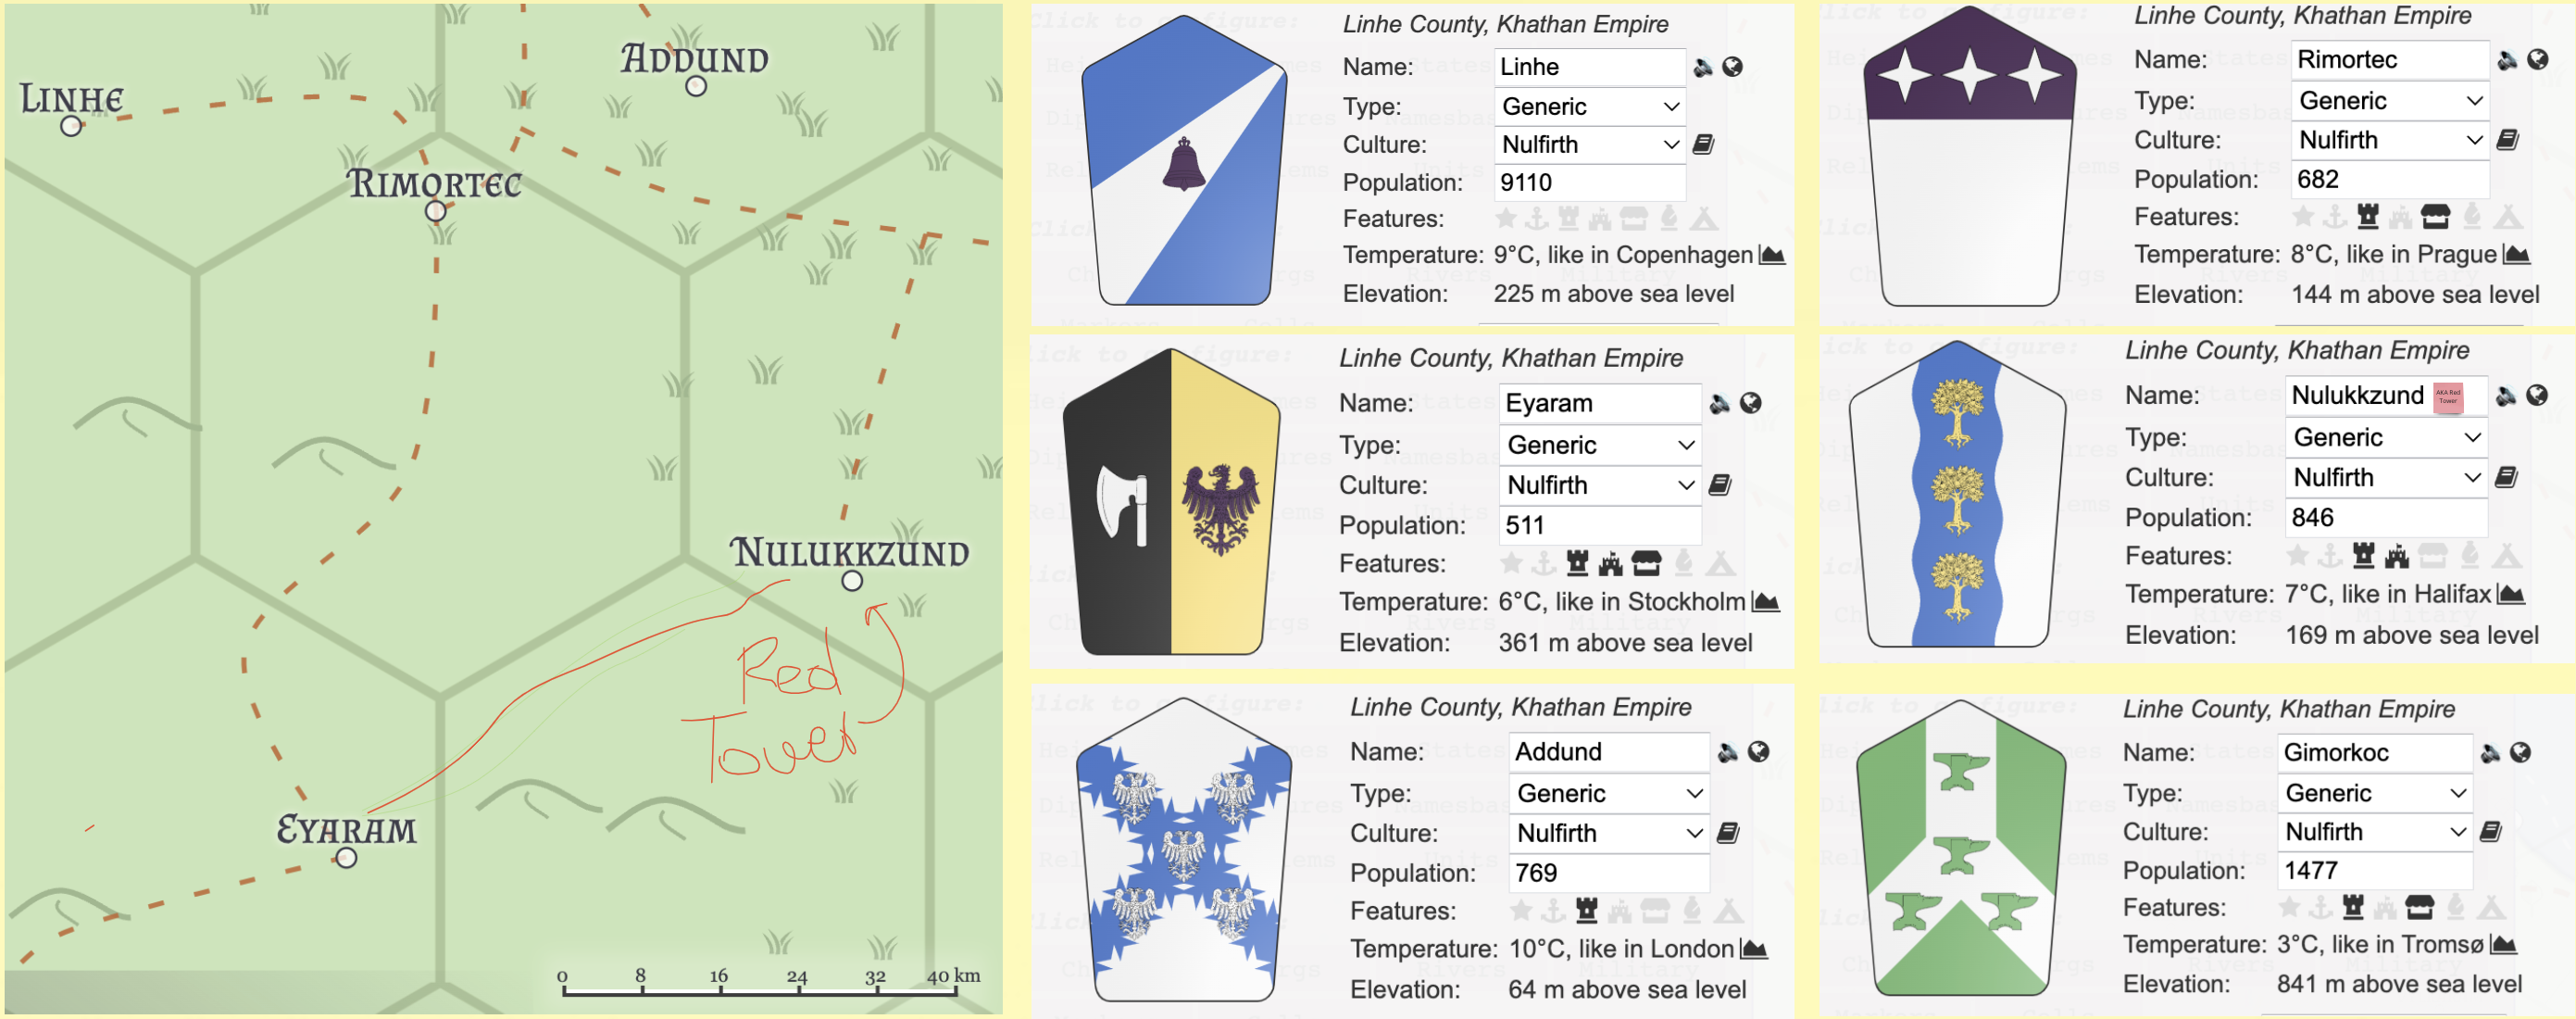 LINHE
ADDUND
RIMORTEC
NULUKKZUND
Red
Tower
EYARAM
0 8 16 24 32 40 km
Linhe County, Khathan Empire
Name: Linhe
Type: Generic
Culture: Nulfirth
Population: 9110
Features:
Temperature: 9°C, like in Copenhagen
Elevation: 225 m above sea level
Linhe County, Khathan Empire
Name: Rimortec
Type: Generic
Culture: Nulfirth
Population: 682
Features:
Temperature: 8°C, like in Prague
Elevation: 144 m above sea level
Linhe County, Khathan Empire
Name: Eyaram
Type: Generic
Culture: Nulfirth
Population: 511
Features:
Temperature: 6°C, like in Stockholm
Elevation: 361 m above sea level
Linhe County, Khathan Empire
Name: Nulukkzund
AKA Red
Tower
Type: Generic
Culture: Nulfirth
Population: 846
Features:
Temperature: 7°C, like in Halifax
Elevation: 169 m above sea level
Linhe County, Khathan Empire
Name: Addund
Type: Generic
Culture: Nulfirth
Population: 769
Features:
Temperature: 10°C, like in London
Elevation: 64 m above sea level
Linhe County, Khathan Empire
Name: Gimorkoc
Type: Generic
Culture: Nulfirth
Population: 1477
Features:
Temperature: 3°C, like in Tromsø
Elevation: 841 m above sea level